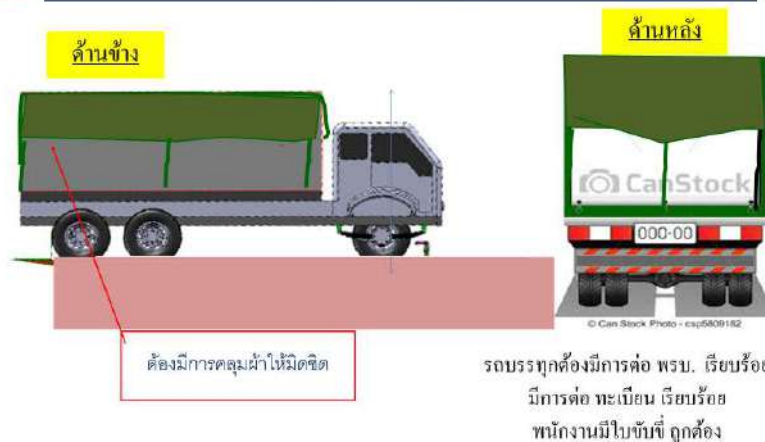 ด้านข้าง
ด้านหลัง
CanStock
000-00
© Can Stock Photo - csp5809182
ต้องมีการคลุมผ้าให้มิดชิด
รถบรรทุกต้องมีการต่อ พรบ. เรียบร้อย
มีการต่อ ทะเบียน เรียบร้อย
พนักงานมีใบขับขี่ ถูกต้อง